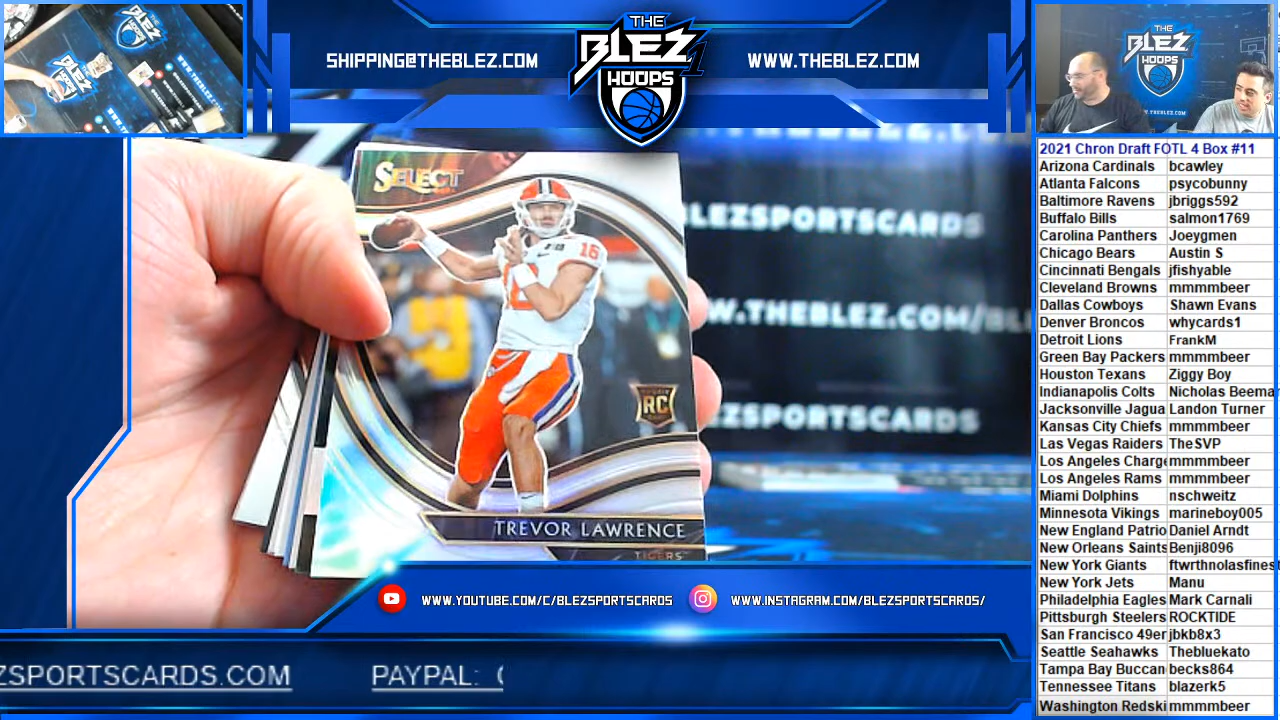 SHIPPING@THEBLEZ.COM
THE
BLEZ
HOOPS
WWW.THEBLEZ.COM
THE
BLEZ
HOOPS
SELECT
16
RC
TREVOR LAWRENCE
TIGERS
BLEZSPORTSCARDS
W.THEBLEZ.COM/BL
EZSPORTSCARDS
WWW.YOUTUBE.COM/C/BLEZSPORTSCARDS
WWW.INSTAGRAM.COM/BLEZSPORTSCARDS/
ZSPORTSCARDS.COM PAYPAL:
2021 Chron Draft FOTL 4 Box #11
Arizona Cardinals bcawley
Atlanta Falcons psycobunny
Baltimore Ravens jbriggs592
Buffalo Bills salmon1769
Carolina Panthers Joeygmen
Chicago Bears Austin S
Cincinnati Bengals jfishyable
Cleveland Browns mmmmbeer
Dallas Cowboys Shawn Evans
Denver Broncos whycards1
Detroit Lions FrankM
Green Bay Packers mmmmbeer
Houston Texans Ziggy Boy
Indianapolis Colts Nicholas Beema
Jacksonville Jagua Landon Turner
Kansas City Chiefs mmmmbeer
Las Vegas Raiders TheSVP
Los Angeles Charge mmmmbeer
Los Angeles Rams mmmmbeer
Miami Dolphins nschweitz
Minnesota Vikings marineboy005
New England Patrio Daniel Arndt
New Orleans Saints Benji8096
New York Giants ftwrthnolasfines
New York Jets Manu
Philadelphia Eagles Mark Carnali
Pittsburgh Steelers ROCKTIDE
San Francisco 49er jbkb8x3
Seattle Seahawks Thebluekato
Tampa Bay Buccan becks864
Tennessee Titans blazerk5
Washington Redski mmmmbeer